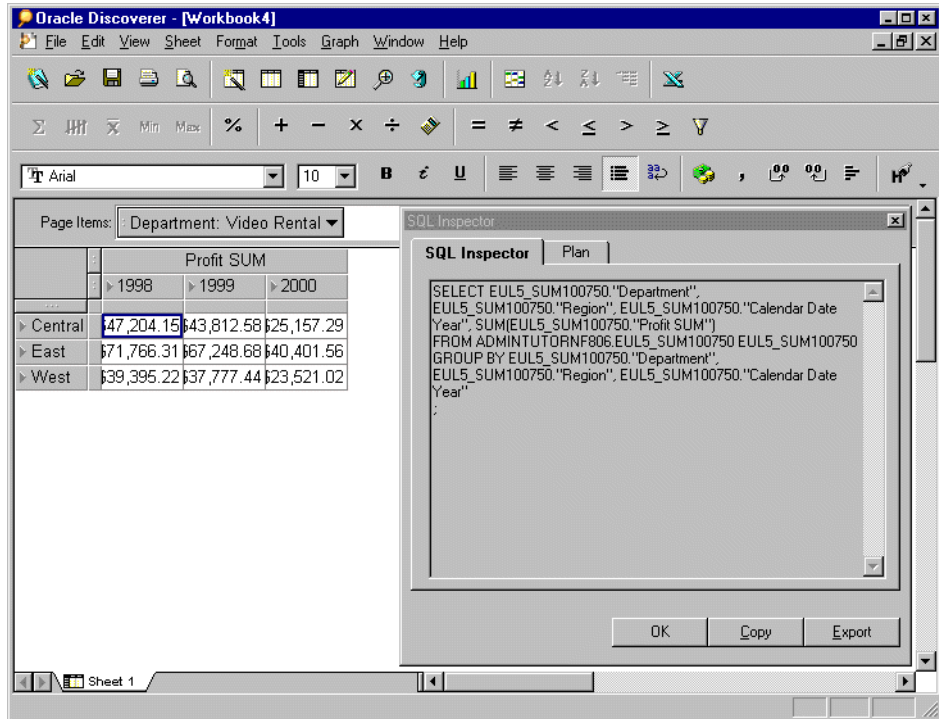 Oracle Discoverer - [Workbook4]
File Edit View Sheet Format Tools Graph Window Help
Σ X Min Max % + − × ÷ = ≠ < ≤ > ≥
Arial 10 B i U
Page Items: Department: Video Rental
Profit SUM
1998 1999 2000
Central $47,204.15 $43,812.58 $25,157.29
East $71,766.31 $67,248.68 $40,401.56
West $39,395.22 $37,777.44 $23,521.02
SQL Inspector
SQL Inspector Plan
SELECT EUL5_SUM100750."Department",
EUL5_SUM100750."Region", EUL5_SUM100750."Calendar Date
Year", SUM(EUL5_SUM100750."Profit SUM")
FROM ADMINTUTORNF806.EUL5_SUM100750 EUL5_SUM100750
GROUP BY EUL5_SUM100750."Department",
EUL5_SUM100750."Region", EUL5_SUM100750."Calendar Date
Year"
;
OK Copy Export
Sheet 1